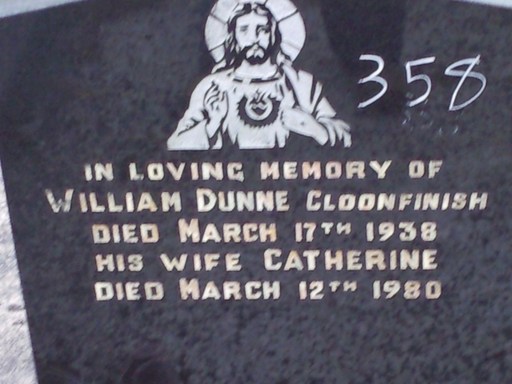 358
IN LOVING MEMORY OF
WILLIAM DUNNE CLOONFINISH
DIED MARCH 17TH 1938
HIS WIFE CATHERINE
DIED MARCH 12TH 1980